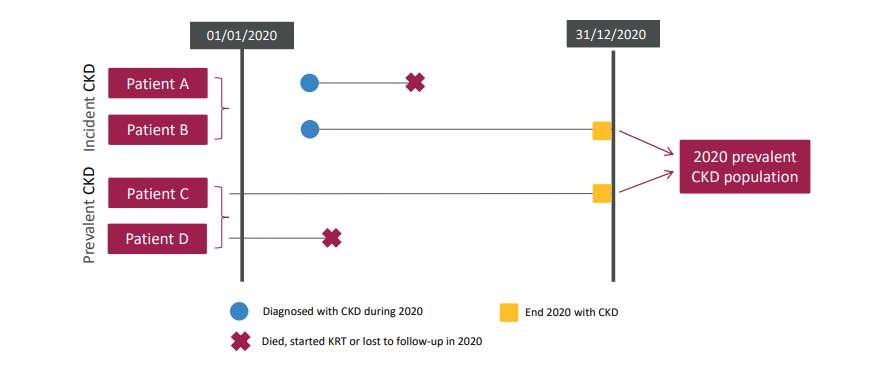 01/01/2020
31/12/2020
Incident CKD
Patient A
Patient B
2020 prevalent
CKD population
Prevalent CKD
Patient C
Patient D
Diagnosed with CKD during 2020
End 2020 with CKD
Died, started KRT or lost to follow-up in 2020